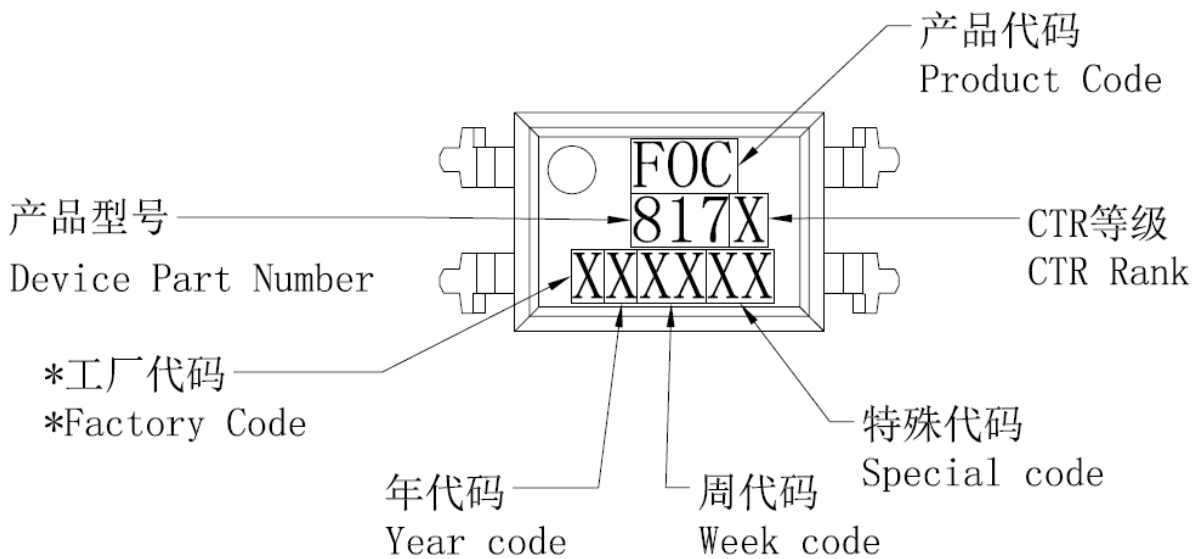 产品代码
Product Code
FOC
817X
XXXXXX
产品型号
Device Part Number
CTR等级
CTR Rank
*工厂代码
*Factory Code
特殊代码
Special code
年代码
Year code
周代码
Week code